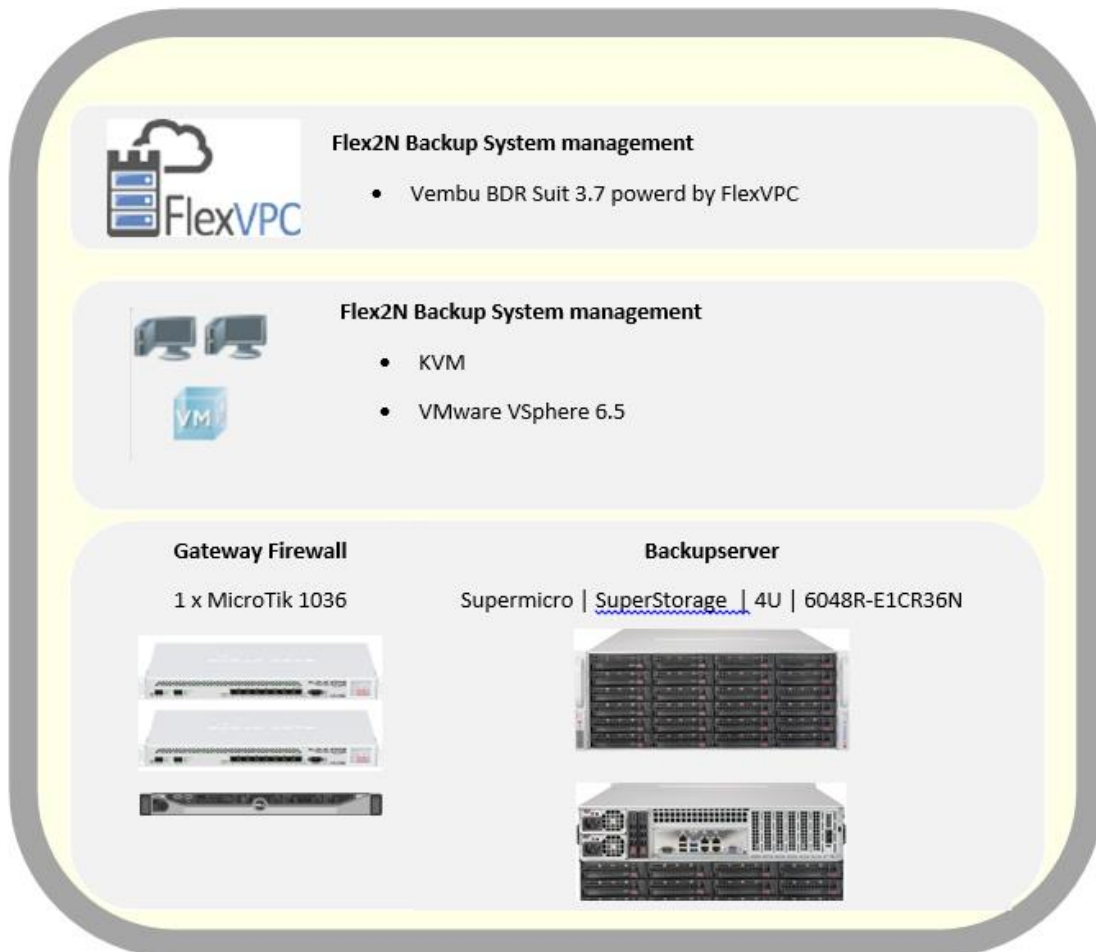 FlexVPC
Flex2N Backup System management
• Vembu BDR Suit 3.7 powerd by FlexVPC
Flex2N Backup System management
VM
• KVM
• VMware VSphere 6.5
Gateway Firewall
1 x MicroTik 1036
Backupserver
Supermicro | SuperStorage | 4U | 6048R-E1CR36N